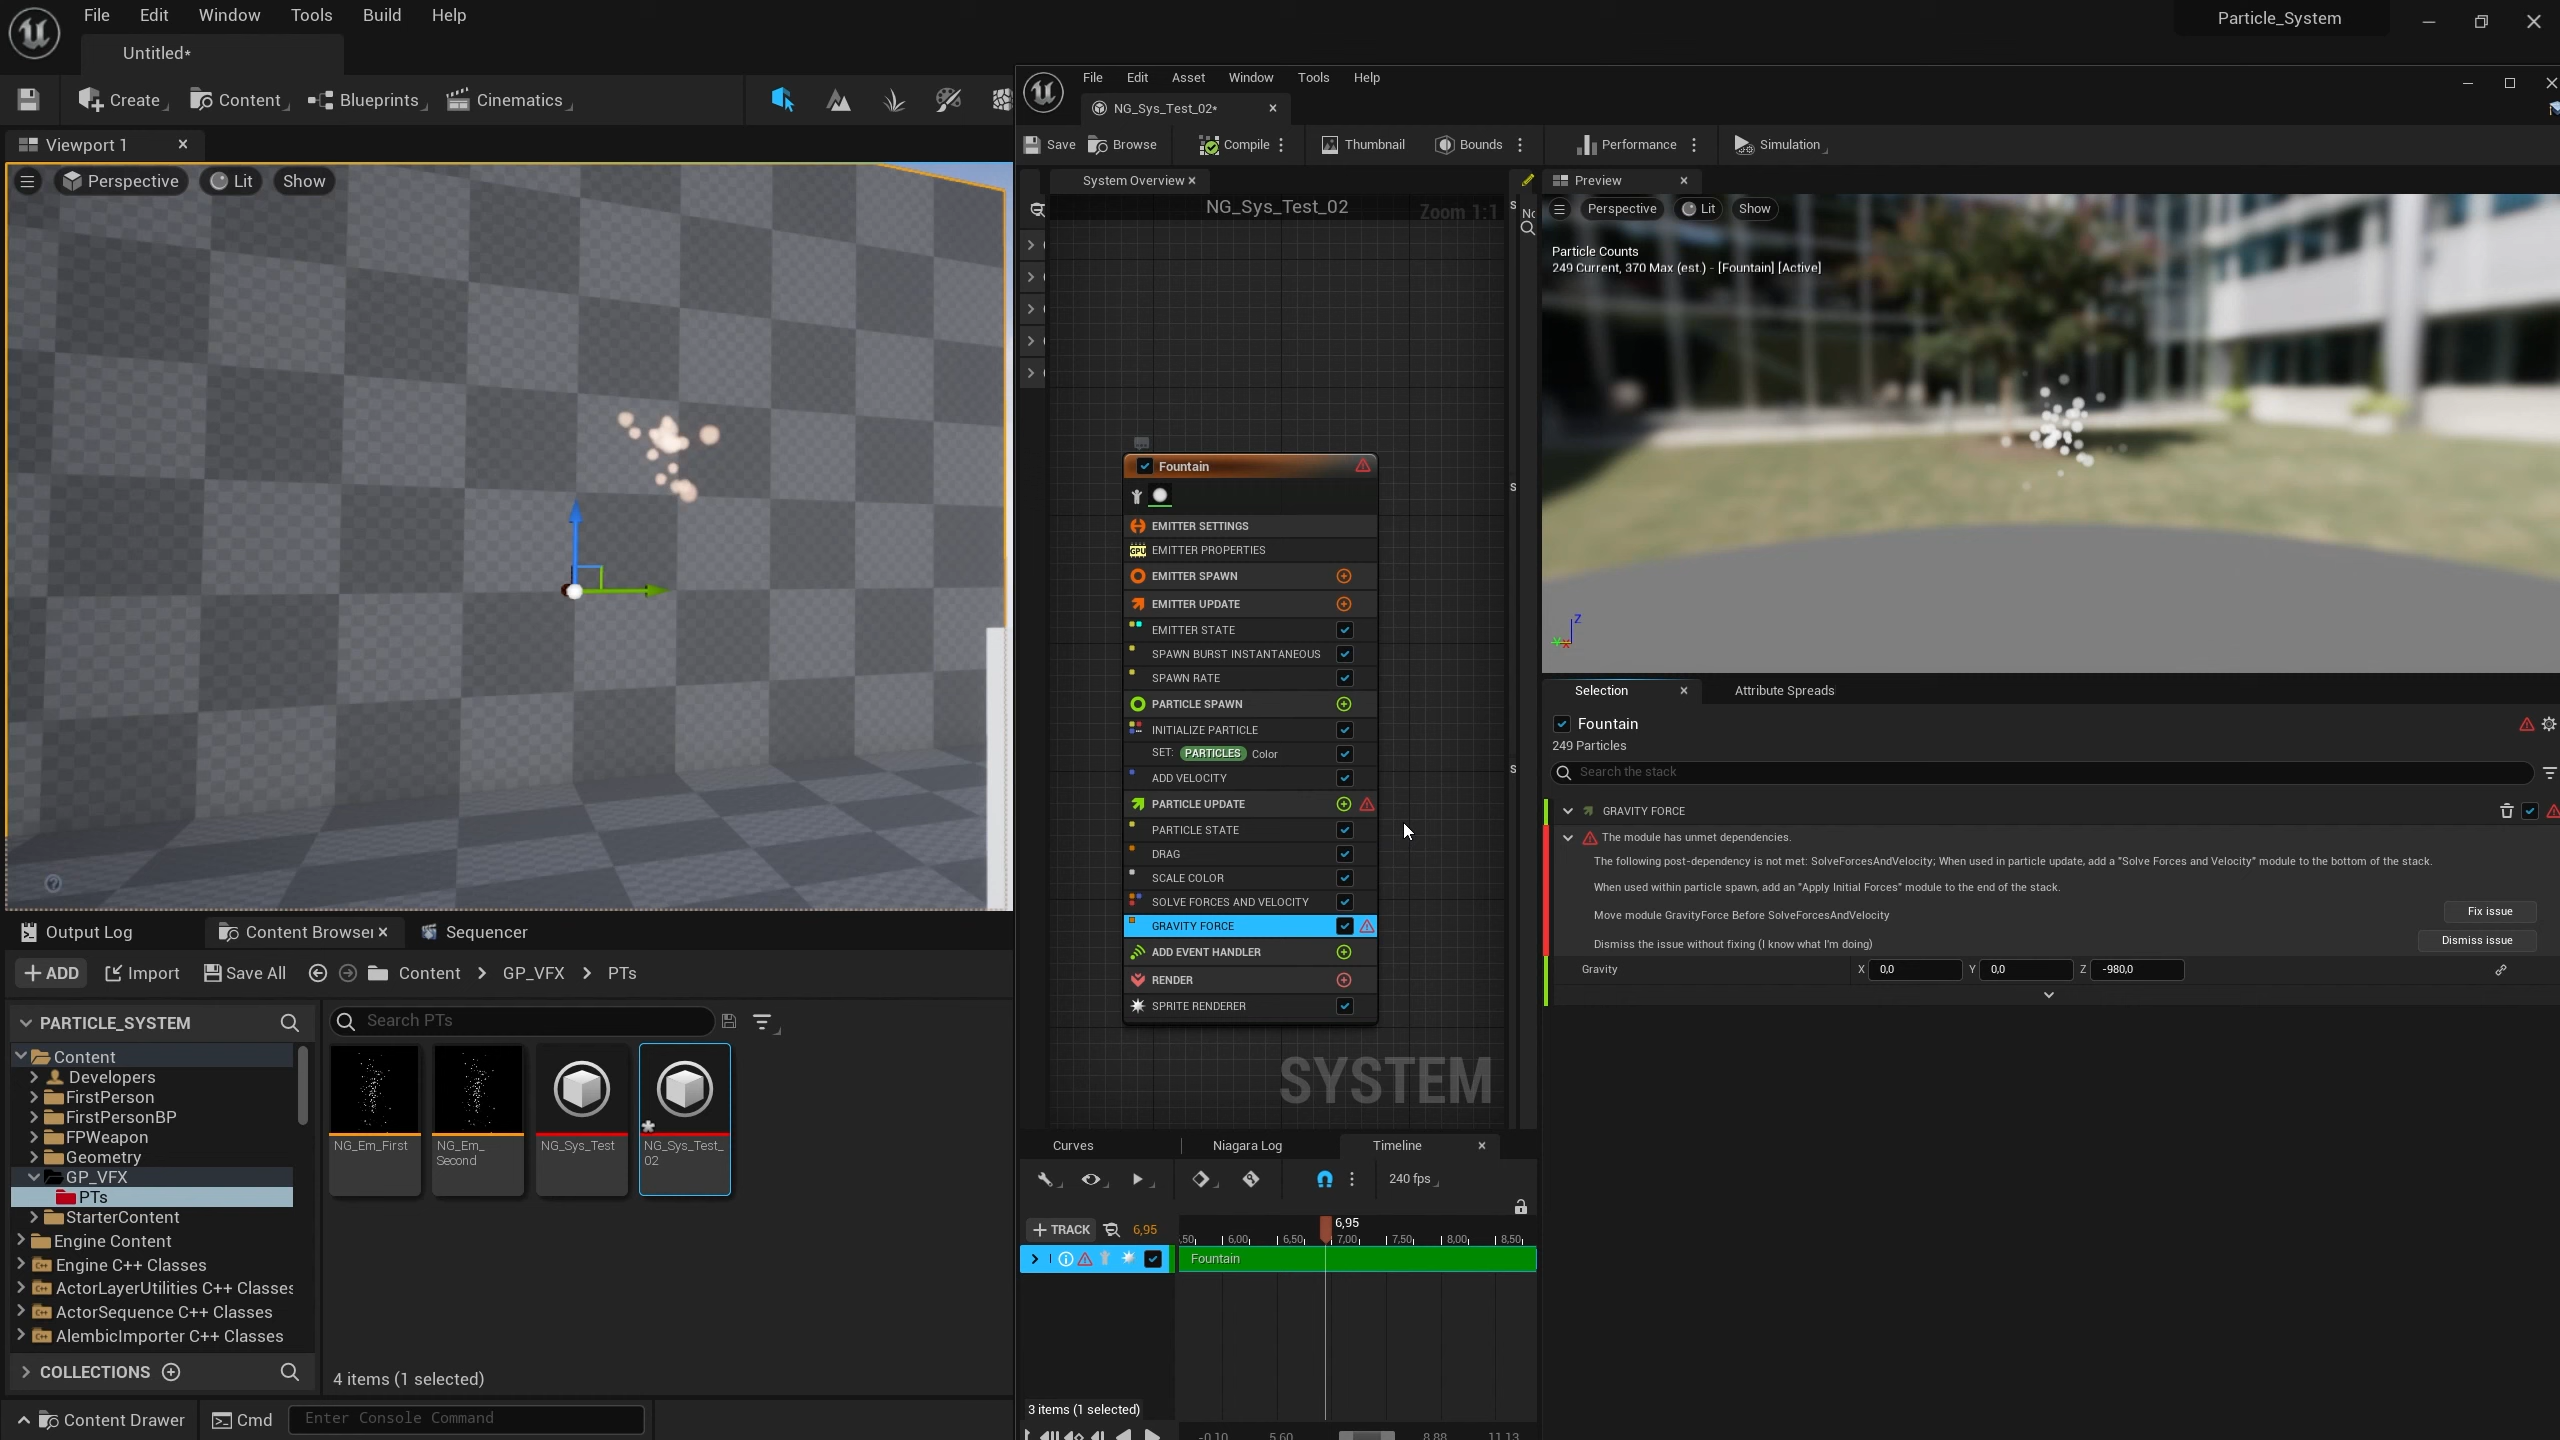 File Edit Window Tools Build Help
Particle_System
Untitled*
Create Content Blueprints Cinematics
Viewport 1
Perspective Lit Show
Output Log Content Browser Sequencer
ADD Import Save All Content GP_VFX PTs
PARTICLE_SYSTEM
Search PTs
Content
Developers
FirstPerson
FirstPersonBP
FPWeapon
Geometry
GP_VFX
PTs
StarterContent
Engine Content
Engine C++ Classes
ActorLayerUtilities C++ Classes
ActorSequence C++ Classes
AlembicImporter C++ Classes
COLLECTIONS
NG_Em_First
NG_Em_
Second
NG_Sys_Test
NG_Sys_Test_
02
4 items (1 selected)
Content Drawer Cmd Enter Console Command
File Edit Asset Window Tools Help
NG_Sys_Test_02*
Save Browse Compile Thumbnail Bounds Performance Simulation
System Overview
NG_Sys_Test_02 Zoom 1:1
Fountain
EMITTER SETTINGS
GPU EMITTER PROPERTIES
EMITTER SPAWN
EMITTER UPDATE
EMITTER STATE
SPAWN BURST INSTANTANEOUS
SPAWN RATE
PARTICLE SPAWN
INITIALIZE PARTICLE
SET: PARTICLES Color
ADD VELOCITY
PARTICLE UPDATE
PARTICLE STATE
DRAG
SCALE COLOR
SOLVE FORCES AND VELOCITY
GRAVITY FORCE
ADD EVENT HANDLER
RENDER
SPRITE RENDERER
SYSTEM
Curves Niagara Log Timeline
240 fps
TRACK 6,95
6,95
,50 6,00 6,50 7,00 7,50 8,00 8,50
Fountain
3 items (1 selected)
-0,10 5,60 8,88 11,13
Preview
Perspective Lit Show
Particle Counts
249 Current, 370 Max (est.) - [Fountain] [Active]
Z
Selection Attribute Spreads
Fountain
249 Particles
Search the stack
GRAVITY FORCE
The module has unmet dependencies.
The following post-dependency is not met: SolveForcesAndVelocity; When used in particle update, add a "Solve Forces and Velocity" module to the bottom of the stack.
When used within particle spawn, add an "Apply Initial Forces" module to the end of the stack.
Move module GravityForce Before SolveForcesAndVelocity Fix issue
Dismiss the issue without fixing (I know what I'm doing) Dismiss issue
Gravity X 0,0 Y 0,0 Z -980,0